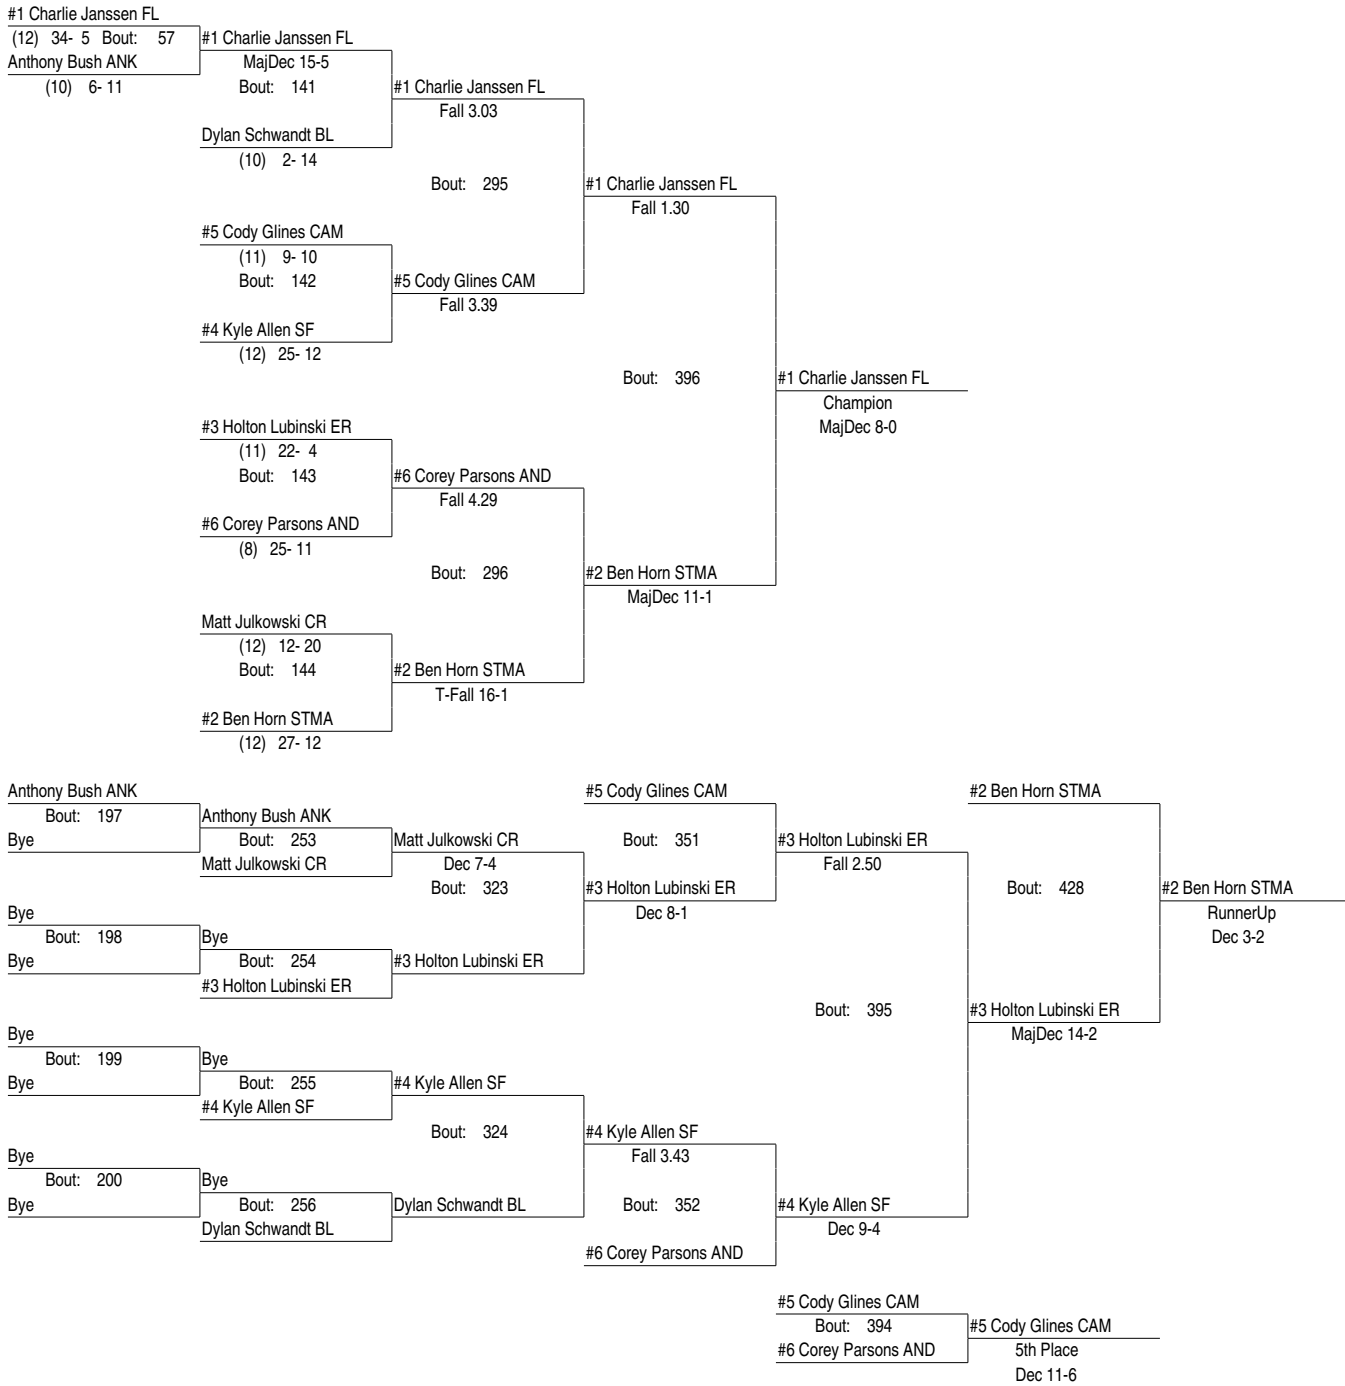 #1 Charlie Janssen FL
(12) 34- 5 Bout: 57 #1 Charlie Janssen FL
Anthony Bush ANK MajDec 15-5
(10) 6- 11 Bout: 141 #1 Charlie Janssen FL
Fall 3.03
Dylan Schwandt BL
(10) 2- 14
Bout: 295 #1 Charlie Janssen FL
Fall 1.30
#5 Cody Glines CAM
(11) 9- 10
Bout: 142 #5 Cody Glines CAM
Fall 3.39
#4 Kyle Allen SF
(12) 25- 12
Bout: 396 #1 Charlie Janssen FL
Champion
#3 Holton Lubinski ER MajDec 8-0
(11) 22- 4
Bout: 143 #6 Corey Parsons AND
Fall 4.29
#6 Corey Parsons AND
(8) 25- 11
Bout: 296 #2 Ben Horn STMA
MajDec 11-1
Matt Julkowski CR
(12) 12- 20
Bout: 144 #2 Ben Horn STMA
T-Fall 16-1
#2 Ben Horn STMA
(12) 27- 12
Anthony Bush ANK #5 Cody Glines CAM #2 Ben Horn STMA
Bout: 197 Anthony Bush ANK
Bye Bout: 253 Matt Julkowski CR Bout: 351 #3 Holton Lubinski ER
Matt Julkowski CR Dec 7-4 Fall 2.50
Bout: 323 #3 Holton Lubinski ER Bout: 428 #2 Ben Horn STMA
Bye Dec 8-1 RunnerUp
Bout: 198 Bye Dec 3-2
Bye Bout: 254 #3 Holton Lubinski ER
#3 Holton Lubinski ER
Bout: 395 #3 Holton Lubinski ER
Bye MajDec 14-2
Bout: 199 Bye
Bye Bout: 255 #4 Kyle Allen SF
#4 Kyle Allen SF
Bout: 324 #4 Kyle Allen SF
Bye Fall 3.43
Bout: 200 Bye
Bye Bout: 256 Dylan Schwandt BL Bout: 352 #4 Kyle Allen SF
Dylan Schwandt BL Dec 9-4
#6 Corey Parsons AND
#5 Cody Glines CAM
Bout: 394 #5 Cody Glines CAM
#6 Corey Parsons AND 5th Place
Dec 11-6